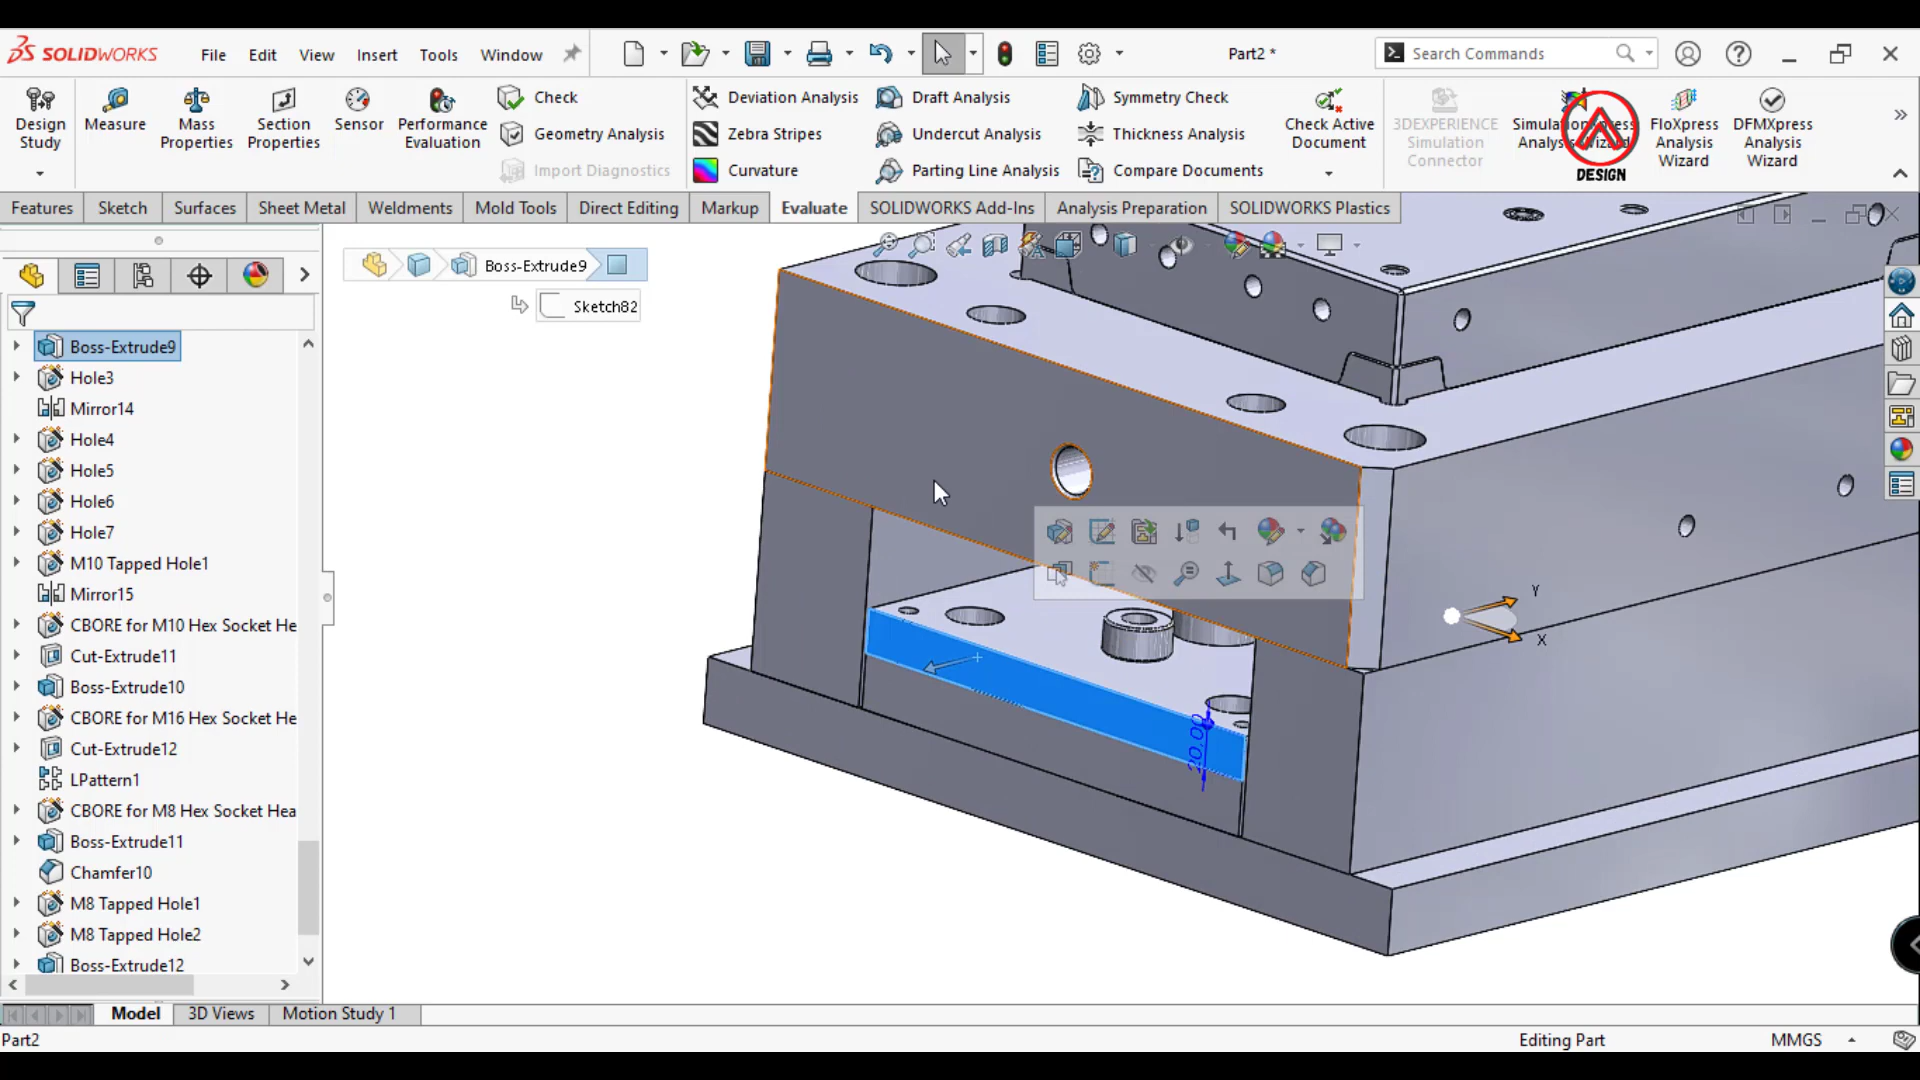 SOLIDWORKS
File
Edit
View
Insert
Tools
Window
Part2 *
Search Commands
Design Study
Measure
Mass Properties
Section Properties
Sensor
Performance Evaluation
Check
Geometry Analysis
Import Diagnostics
Deviation Analysis
Zebra Stripes
Curvature
Draft Analysis
Undercut Analysis
Parting Line Analysis
Symmetry Check
Thickness Analysis
Compare Documents
Check Active Document
3DEXPERIENCE Simulation Connector
SimulationXpress Analysis Wizard
DESIGN
FloXpress Analysis Wizard
DFMXpress Analysis Wizard
Features
Sketch
Surfaces
Sheet Metal
Weldments
Mold Tools
Direct Editing
Markup
Evaluate
SOLIDWORKS Add-Ins
Analysis Preparation
SOLIDWORKS Plastics
Boss-Extrude9
Sketch82
Boss-Extrude9
Hole3
Mirror14
Hole4
Hole5
Hole6
Hole7
M10 Tapped Hole1
Mirror15
CBORE for M10 Hex Socket He
Cut-Extrude11
Boss-Extrude10
CBORE for M16 Hex Socket He
Cut-Extrude12
LPattern1
CBORE for M8 Hex Socket Hea
Boss-Extrude11
Chamfer10
M8 Tapped Hole1
M8 Tapped Hole2
Boss-Extrude12
20,00
Y
X
Model
3D Views
Motion Study 1
Part2
Editing Part
MMGS